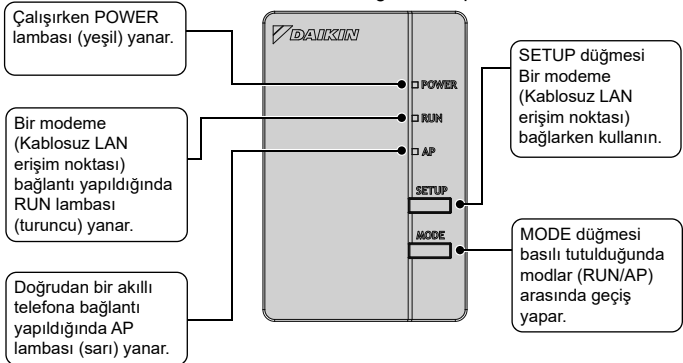 Çalışırken POWER
lambası (yeşil) yanar.
Bir modeme
(Kablosuz LAN
erişim noktası)
bağlantı yapıldığında
RUN lambası
(turuncu) yanar.
Doğrudan bir akıllı
telefona bağlantı
yapıldığında AP
lambası (sarı) yanar.
DAIKIN
POWER
RUN
AP
SETUP
MODE
SETUP düğmesi
Bir modeme
(Kablosuz LAN
erişim noktası)
bağlarken kullanın.
MODE düğmesi
basılı tutulduğunda
modlar (RUN/AP)
arasında geçiş
yapar.